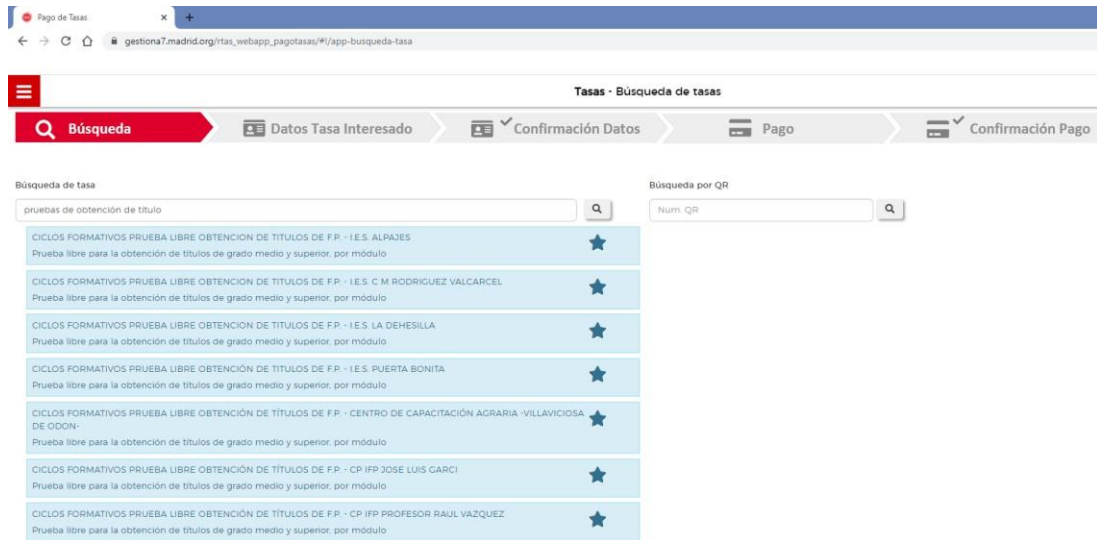 Pago de Tasas
gestiona7.madrid.org/rtas_webapp_pagotasas/#!/app-busqueda-tasa
Tasas - Búsqueda de tasas
Búsqueda
Datos Tasa Interesado
Confirmación Datos
Pago
Confirmación Pago
Búsqueda de tasa
pruebas de obtención de título
Búsqueda por QR
Num. QR
CICLOS FORMATIVOS PRUEBA LIBRE OBTENCION DE TITULOS DE F.P. - I.E.S. ALPAJES
Prueba libre para la obtención de títulos de grado medio y superior, por módulo
CICLOS FORMATIVOS PRUEBA LIBRE OBTENCION DE TITULOS DE F.P. - I.E.S. C M RODRIGUEZ VALCARCEL
Prueba libre para la obtención de títulos de grado medio y superior, por módulo
CICLOS FORMATIVOS PRUEBA LIBRE OBTENCION DE TITULOS DE F.P. - I.E.S. LA DEHESILLA
Prueba libre para la obtención de títulos de grado medio y superior, por módulo
CICLOS FORMATIVOS PRUEBA LIBRE OBTENCIÓN DE TITULOS DE F.P. - I.E.S. PUERTA BONITA
Prueba libre para la obtención de títulos de grado medio y superior, por módulo
CICLOS FORMATIVOS PRUEBA LIBRE OBTENCIÓN DE TÍTULOS DE F.P. - CENTRO DE CAPACITACIÓN AGRARIA -VILLAVICIOSA
DE ODON-
Prueba libre para la obtención de títulos de grado medio y superior, por módulo
CICLOS FORMATIVOS PRUEBA LIBRE OBTENCIÓN DE TÍTULOS DE F.P. - CP IFP JOSE LUIS GARCI
Prueba libre para la obtención de títulos de grado medio y superior, por módulo
CICLOS FORMATIVOS PRUEBA LIBRE OBTENCIÓN DE TÍTULOS DE F.P. - CP IFP PROFESOR RAUL VAZQUEZ
Prueba libre para la obtención de títulos de grado medio y superior, por módulo